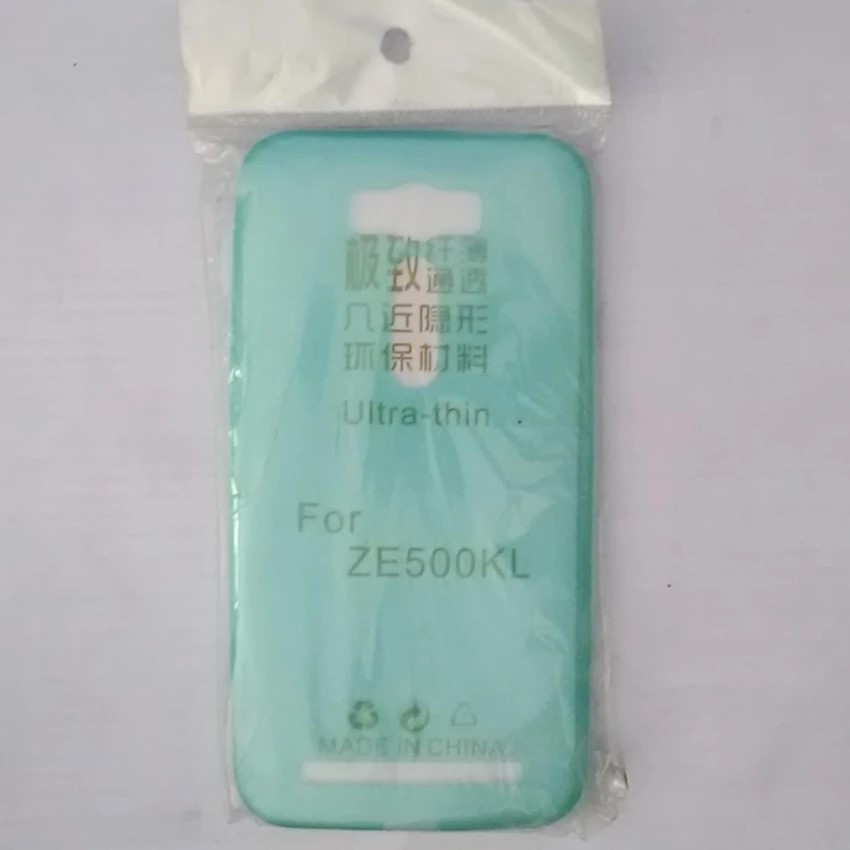 极致纤薄
通透
几近隐形
环保材料
Ultra-thin
For
ZE500KL
MADE IN CHINA